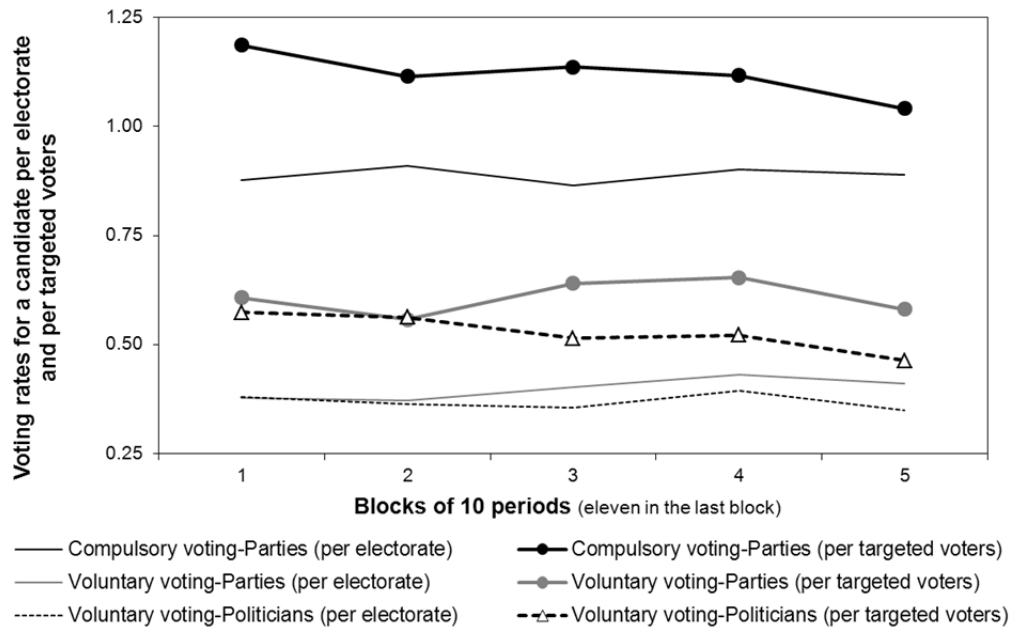 Voting rates for a candidate per electorate
and per targeted voters
1.25
1.00
0.75
0.50
0.25
1 2 3 4 5
Blocks of 10 periods (eleven in the last block)
Compulsory voting-Parties (per electorate) Compulsory voting-Parties (per targeted voters)
Voluntary voting-Parties (per electorate) Voluntary voting-Parties (per targeted voters)
Voluntary voting-Politicians (per electorate) Voluntary voting-Politicians (per targeted voters)